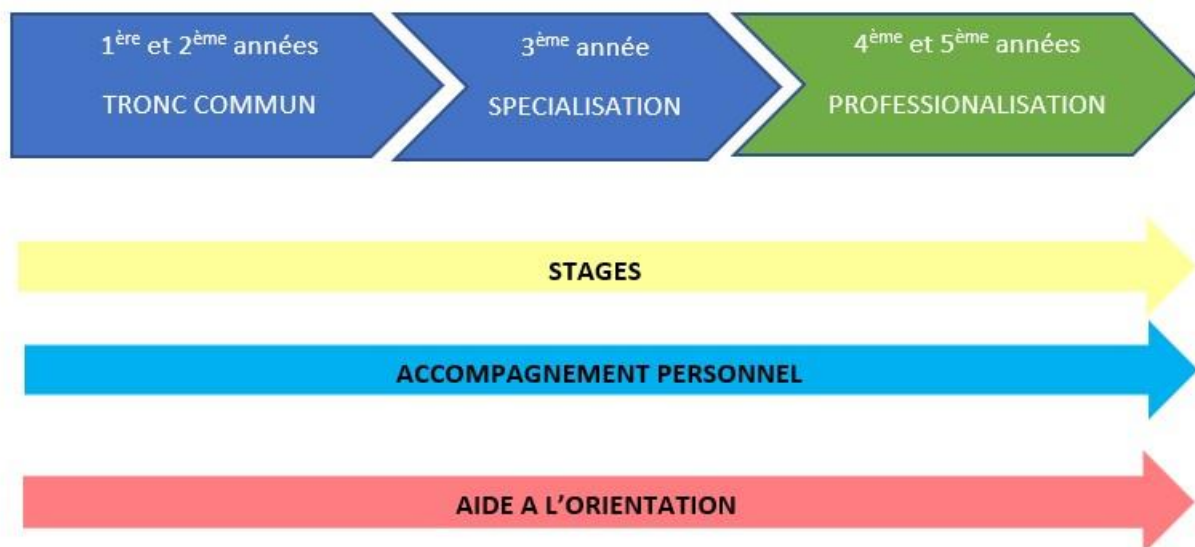 1ère et 2ème années
TRONC COMMUN
3ème année
SPECIALISATION
4ème et 5ème années
PROFESSIONALISATION
STAGES
ACCOMPAGNEMENT PERSONNEL
AIDE A L'ORIENTATION